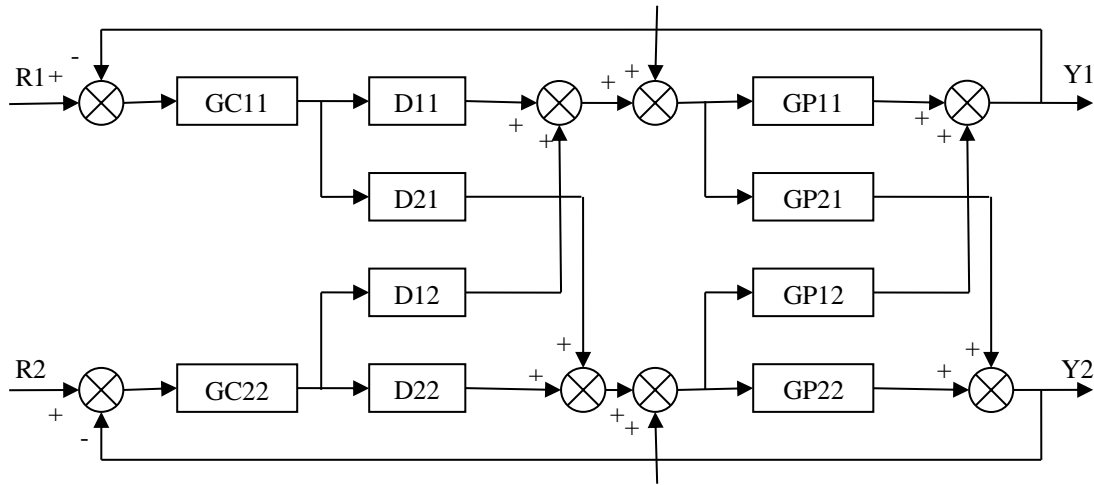 -
R1+
+
+
Y1
GC11
D11
GP11
+
+
+
+
D21
GP21
D12
GP12
R2
+
+
Y2
GC22
D22
+
GP22
+
+
-
+
+